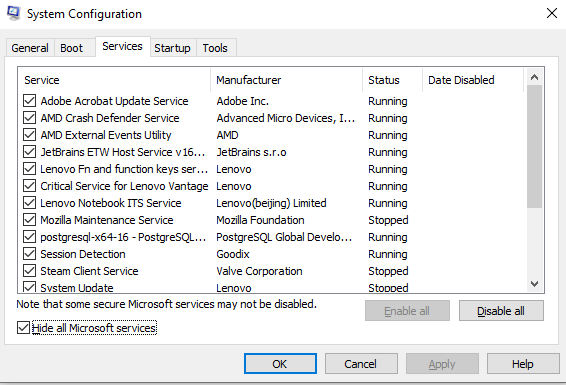 System Configuration
General Boot Services Startup Tools
Service Manufacturer Status Date Disabled
Adobe Acrobat Update Service Adobe Inc. Running
AMD Crash Defender Service Advanced Micro Devices, I... Running
AMD External Events Utility AMD Running
JetBrains ETW Host Service v16... JetBrains s.r.o Running
Lenovo Fn and function keys ser... Lenovo Running
Critical Service for Lenovo Vantage Lenovo Running
Lenovo Notebook ITS Service Lenovo(beijing) Limited Running
Mozilla Maintenance Service Mozilla Foundation Stopped
postgresql-x64-16 - PostgreSQL... PostgreSQL Global Develo... Running
Session Detection Goodix Running
Steam Client Service Valve Corporation Stopped
System Update Lenovo Stopped
Note that some secure Microsoft services may not be disabled.
Enable all Disable all
Hide all Microsoft services
OK Cancel Apply Help